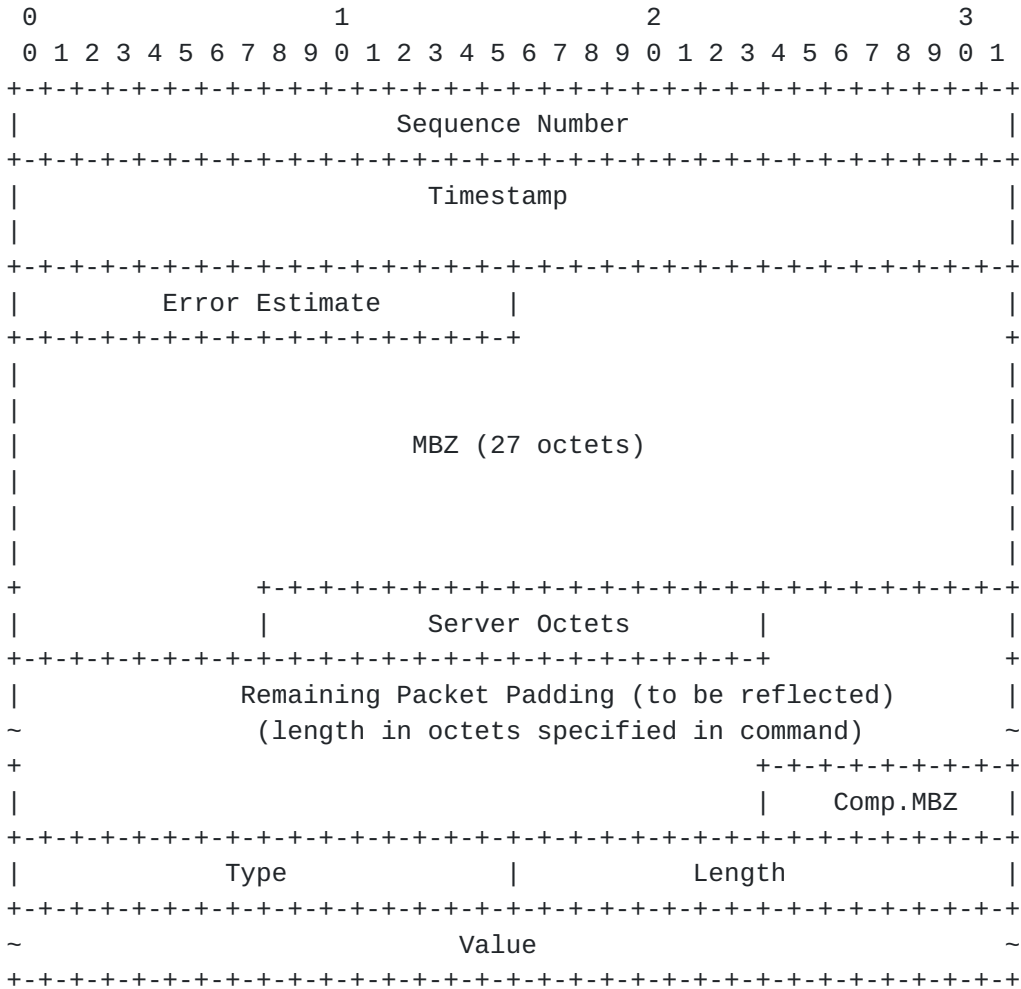 0                   1                   2                   3
0 1 2 3 4 5 6 7 8 9 0 1 2 3 4 5 6 7 8 9 0 1 2 3 4 5 6 7 8 9 0 1
Sequence Number
Timestamp
Error Estimate
MBZ (27 octets)
Server Octets
Remaining Packet Padding (to be reflected)
(length in octets specified in command)
Comp.MBZ
Type Length
Value